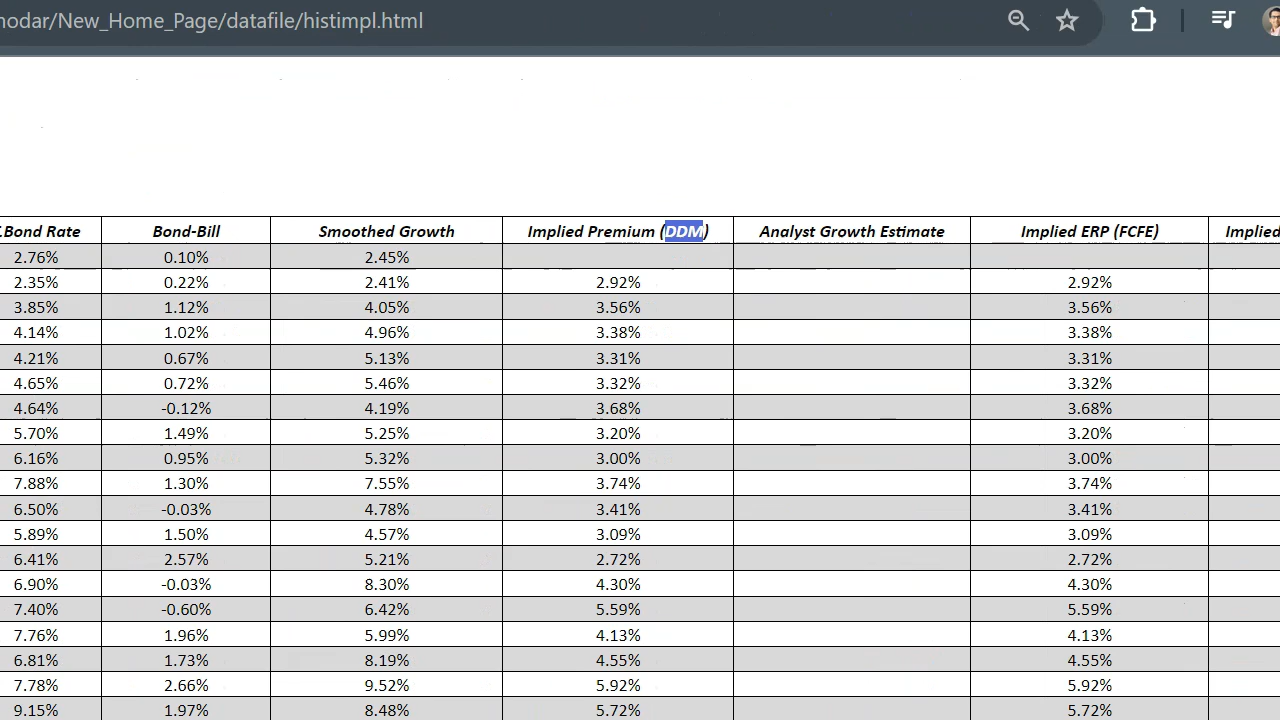 modar/New_Home_Page/datafile/histimpl.html
.Bond Rate Bond-Bill Smoothed Growth Implied Premium (DDM) Analyst Growth Estimate Implied ERP (FCFE) Implied
2.76% 0.10% 2.45%
2.35% 0.22% 2.41% 2.92% 2.92%
3.85% 1.12% 4.05% 3.56% 3.56%
4.14% 1.02% 4.96% 3.38% 3.38%
4.21% 0.67% 5.13% 3.31% 3.31%
4.65% 0.72% 5.46% 3.32% 3.32%
4.64% -0.12% 4.19% 3.68% 3.68%
5.70% 1.49% 5.25% 3.20% 3.20%
6.16% 0.95% 5.32% 3.00% 3.00%
7.88% 1.30% 7.55% 3.74% 3.74%
6.50% -0.03% 4.78% 3.41% 3.41%
5.89% 1.50% 4.57% 3.09% 3.09%
6.41% 2.57% 5.21% 2.72% 2.72%
6.90% -0.03% 8.30% 4.30% 4.30%
7.40% -0.60% 6.42% 5.59% 5.59%
7.76% 1.96% 5.99% 4.13% 4.13%
6.81% 1.73% 8.19% 4.55% 4.55%
7.78% 2.66% 9.52% 5.92% 5.92%
9.15% 1.97% 8.48% 5.72% 5.72%